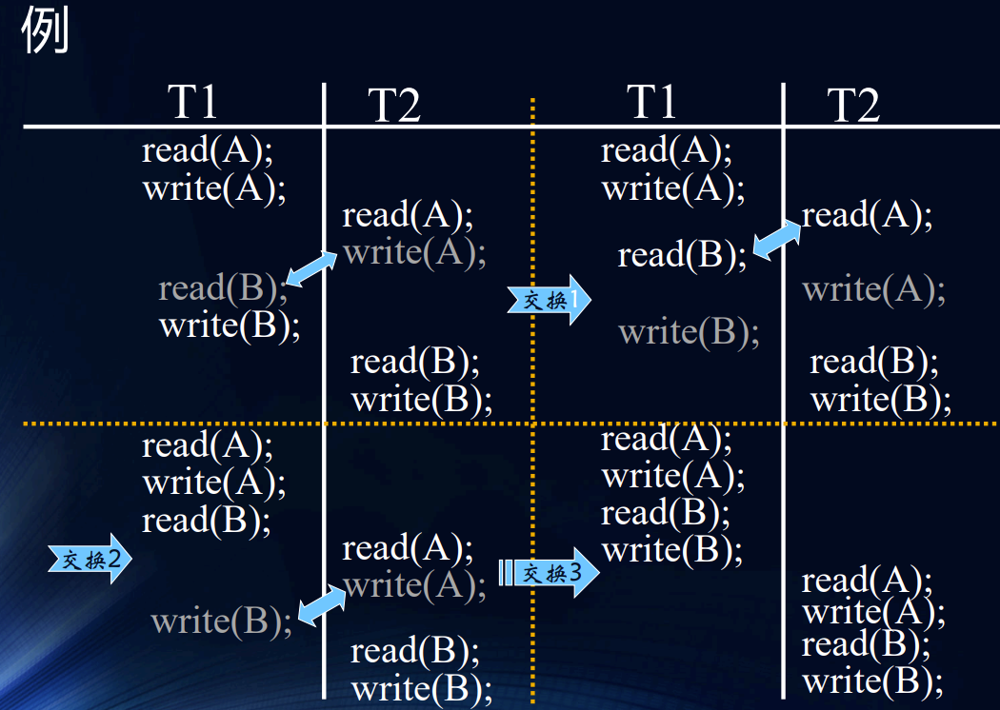 例
T1
T2
read(A);
write(A);
read(A);
write(A);
read(B);
write(B);
read(B);
write(B);
交换1
T1
T2
read(A);
write(A);
read(A);
read(B);
write(A);
write(B);
read(B);
write(B);
交换2
read(A);
write(A);
read(B);
read(A);
write(A);
write(B);
read(B);
write(B);
交换3
read(A);
write(A);
read(B);
write(B);
read(A);
write(A);
read(B);
write(B);